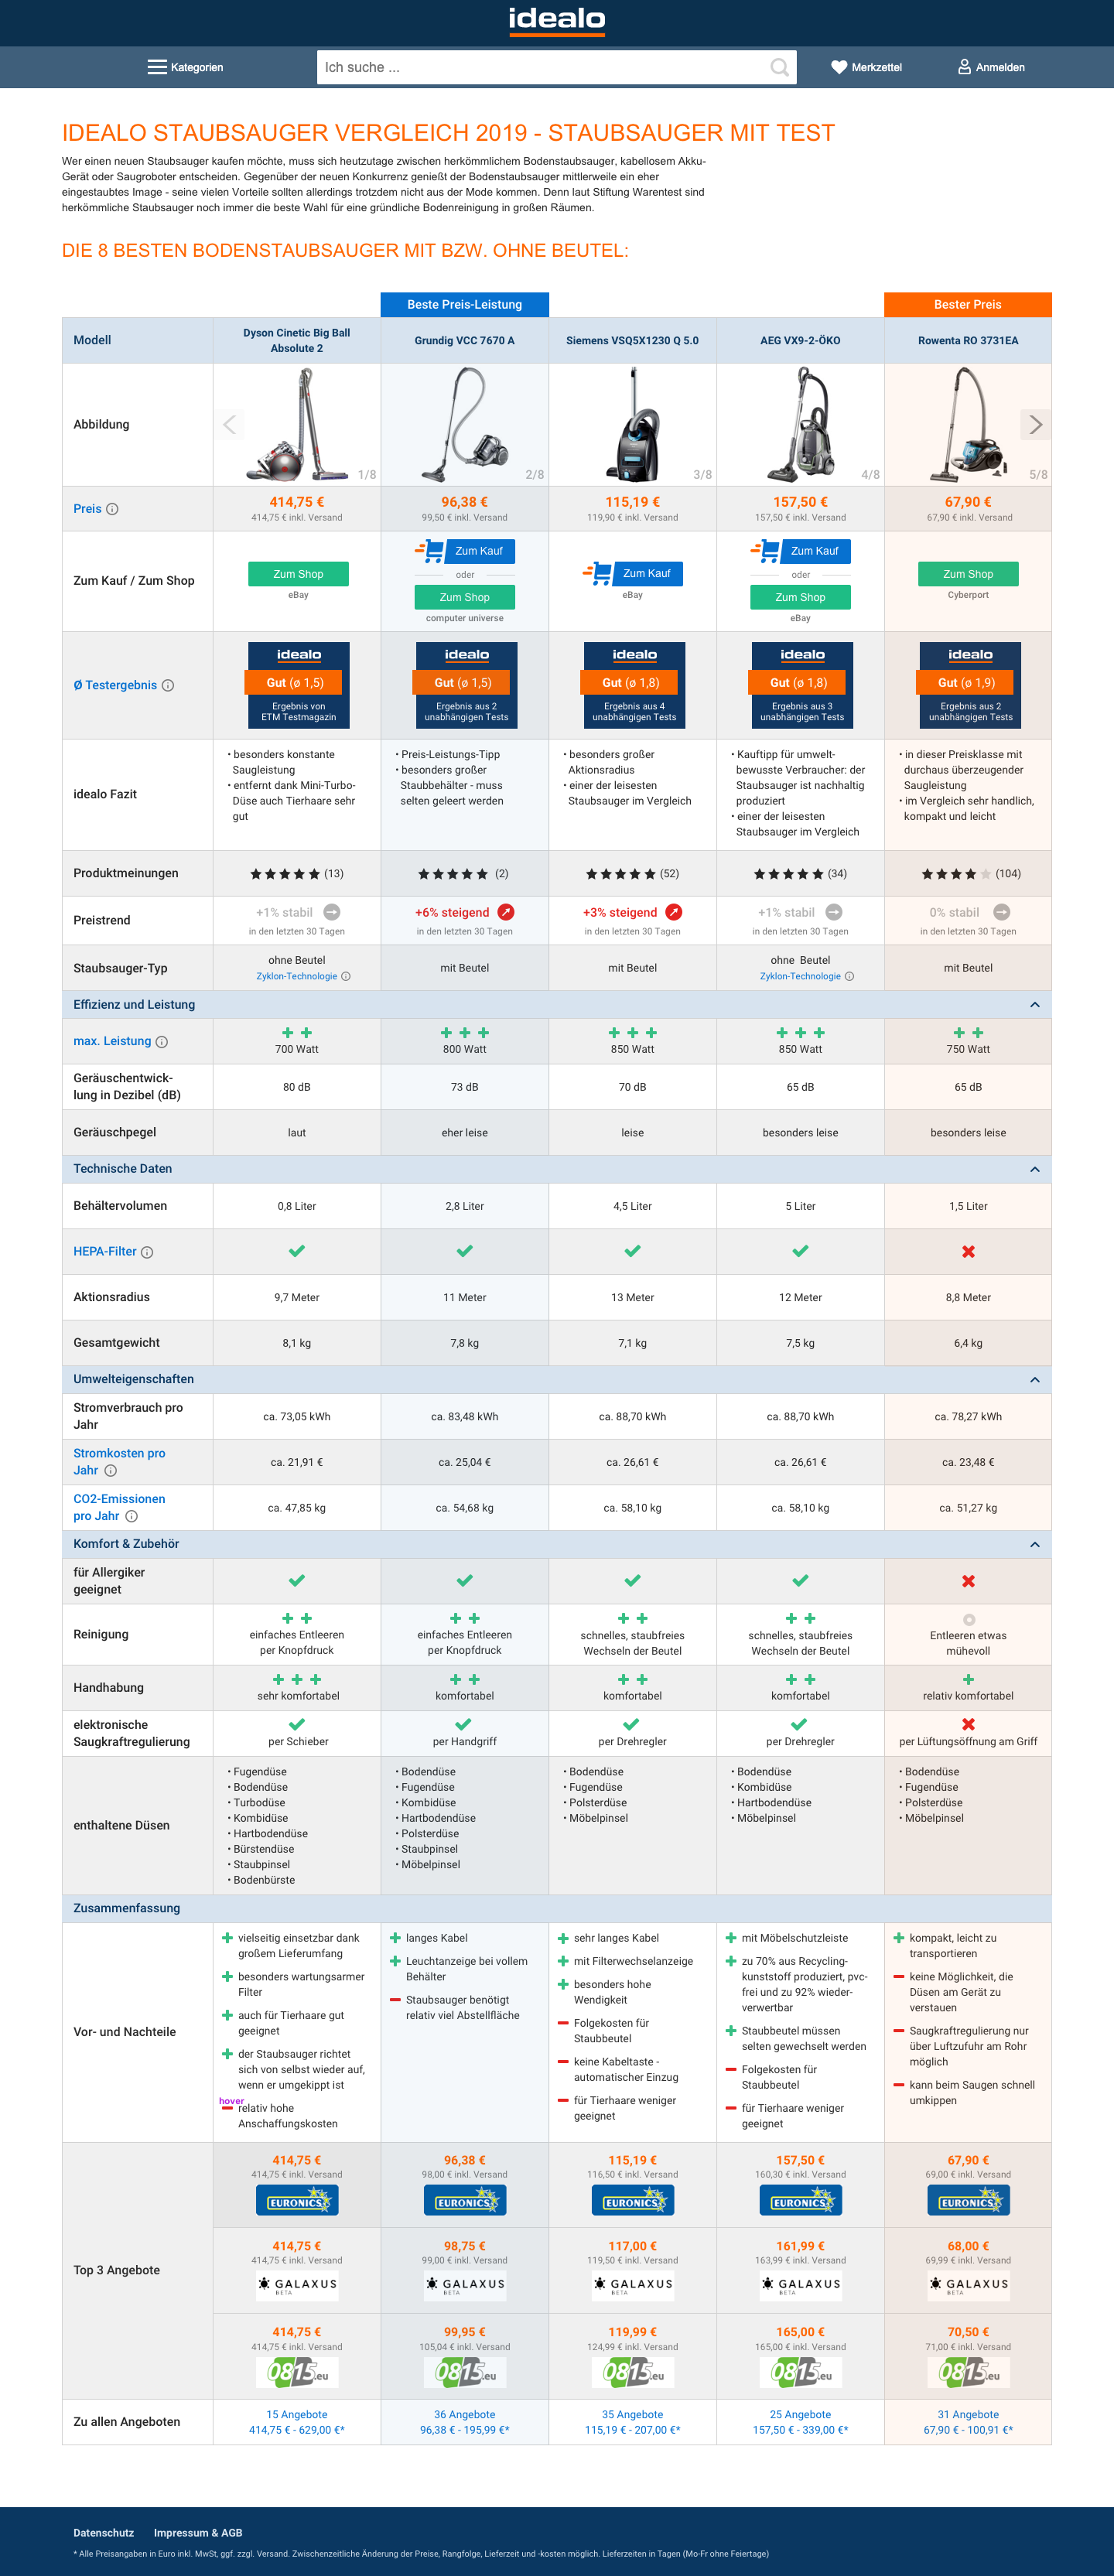 idealo
Kategorien
Ich suche ...
Merkzettel
Anmelden
IDEALO STAUBSAUGER VERGLEICH 2019 - STAUBSAUGER MIT TEST
Wer einen neuen Staubsauger kaufen möchte, muss sich heutzutage zwischen herkömmlichem Bodenstaubsauger, kabellosem Akku-
Gerät oder Saugroboter entscheiden. Gegenüber der neuen Konkurrenz genießt der Bodenstaubsauger mittlerweile ein eher
eingestaubtes Image - seine vielen Vorteile sollten allerdings trotzdem nicht aus der Mode kommen. Denn laut Stiftung Warentest sind
herkömmliche Staubsauger noch immer die beste Wahl für eine gründliche Bodenreinigung in großen Räumen.
DIE 8 BESTEN BODENSTAUBSAUGER MIT BZW. OHNE BEUTEL:
Beste Preis-Leistung
Bester Preis
Modell
Dyson Cinetic Big Ball
Absolute 2
Grundig VCC 7670 A
Siemens VSQ5X1230 Q 5.0
AEG VX9-2-ÖKO
Rowenta RO 3731EA
Abbildung
1/8
2/8
3/8
4/8
5/8
Preis
414,75 €
414,75 € inkl. Versand
96,38 €
99,50 € inkl. Versand
115,19 €
119,90 € inkl. Versand
157,50 €
157,50 € inkl. Versand
67,90 €
67,90 € inkl. Versand
Zum Kauf / Zum Shop
Zum Shop
eBay
Zum Kauf
oder
Zum Shop
computer universe
Zum Kauf
eBay
Zum Kauf
oder
Zum Shop
eBay
Zum Shop
Cyberport
Ø Testergebnis
idealo
Gut (ø 1,5)
Ergebnis von
ETM Testmagazin
idealo
Gut (ø 1,5)
Ergebnis aus 2
unabhängigen Tests
idealo
Gut (ø 1,8)
Ergebnis aus 4
unabhängigen Tests
idealo
Gut (ø 1,8)
Ergebnis aus 3
unabhängigen Tests
idealo
Gut (ø 1,9)
Ergebnis aus 2
unabhängigen Tests
idealo Fazit
• besonders konstante
Saugleistung
• entfernt dank Mini-Turbo-
Düse auch Tierhaare sehr
gut
• Preis-Leistungs-Tipp
• besonders großer
Staubbehälter - muss
selten geleert werden
• besonders großer
Aktionsradius
• einer der leisesten
Staubsauger im Vergleich
• Kauftipp für umwelt-
bewusste Verbraucher: der
Staubsauger ist nachhaltig
produziert
• einer der leisesten
Staubsauger im Vergleich
• in dieser Preisklasse mit
durchaus überzeugender
Saugleistung
• im Vergleich sehr handlich,
kompakt und leicht
Produktmeinungen
(13)
(2)
(52)
(34)
(104)
Preistrend
+1% stabil
in den letzten 30 Tagen
+6% steigend
in den letzten 30 Tagen
+3% steigend
in den letzten 30 Tagen
+1% stabil
in den letzten 30 Tagen
0% stabil
in den letzten 30 Tagen
Staubsauger-Typ
ohne Beutel
Zyklon-Technologie
mit Beutel
mit Beutel
ohne Beutel
Zyklon-Technologie
mit Beutel
Effizienz und Leistung
max. Leistung
700 Watt
800 Watt
850 Watt
850 Watt
750 Watt
Geräuschentwick-
lung in Dezibel (dB)
80 dB
73 dB
70 dB
65 dB
65 dB
Geräuschpegel
laut
eher leise
leise
besonders leise
besonders leise
Technische Daten
Behältervolumen
0,8 Liter
2,8 Liter
4,5 Liter
5 Liter
1,5 Liter
HEPA-Filter
Aktionsradius
9,7 Meter
11 Meter
13 Meter
12 Meter
8,8 Meter
Gesamtgewicht
8,1 kg
7,8 kg
7,1 kg
7,5 kg
6,4 kg
Umwelteigenschaften
Stromverbrauch pro
Jahr
ca. 73,05 kWh
ca. 83,48 kWh
ca. 88,70 kWh
ca. 88,70 kWh
ca. 78,27 kWh
Stromkosten pro
Jahr
ca. 21,91 €
ca. 25,04 €
ca. 26,61 €
ca. 26,61 €
ca. 23,48 €
CO2-Emissionen
pro Jahr
ca. 47,85 kg
ca. 54,68 kg
ca. 58,10 kg
ca. 58,10 kg
ca. 51,27 kg
Komfort & Zubehör
für Allergiker
geeignet
Reinigung
einfaches Entleeren
per Knopfdruck
einfaches Entleeren
per Knopfdruck
schnelles, staubfreies
Wechseln der Beutel
schnelles, staubfreies
Wechseln der Beutel
Entleeren etwas
mühevoll
Handhabung
sehr komfortabel
komfortabel
komfortabel
komfortabel
relativ komfortabel
elektronische
Saugkraftregulierung
per Schieber
per Handgriff
per Drehregler
per Drehregler
per Lüftungsöffnung am Griff
enthaltene Düsen
• Fugendüse
• Bodendüse
• Turbodüse
• Kombidüse
• Hartbodendüse
• Bürstendüse
• Staubpinsel
• Bodenbürste
• Bodendüse
• Fugendüse
• Kombidüse
• Hartbodendüse
• Polsterdüse
• Staubpinsel
• Möbelpinsel
• Bodendüse
• Fugendüse
• Polsterdüse
• Möbelpinsel
• Bodendüse
• Kombidüse
• Hartbodendüse
• Möbelpinsel
• Bodendüse
• Fugendüse
• Polsterdüse
• Möbelpinsel
Zusammenfassung
Vor- und Nachteile
vielseitig einsetzbar dank
großem Lieferumfang
besonders wartungsarmer
Filter
auch für Tierhaare gut
geeignet
der Staubsauger richtet
sich von selbst wieder auf,
wenn er umgekippt ist
hover
relativ hohe
Anschaffungskosten
langes Kabel
Leuchtanzeige bei vollem
Behälter
Staubsauger benötigt
relativ viel Abstellfläche
sehr langes Kabel
mit Filterwechselanzeige
besonders hohe
Wendigkeit
Folgekosten für
Staubbeutel
keine Kabeltaste -
automatischer Einzug
für Tierhaare weniger
geeignet
mit Möbelschutzleiste
zu 70% aus Recycling-
kunststoff produziert, pvc-
frei und zu 92% wieder-
verwertbar
Staubbeutel müssen
selten gewechselt werden
Folgekosten für
Staubbeutel
für Tierhaare weniger
geeignet
kompakt, leicht zu
transportieren
keine Möglichkeit, die
Düsen am Gerät zu
verstauen
Saugkraftregulierung nur
über Luftzufuhr am Rohr
möglich
kann beim Saugen schnell
umkippen
Top 3 Angebote
414,75 €
414,75 € inkl. Versand
EURONICS
96,38 €
98,00 € inkl. Versand
EURONICS
115,19 €
116,50 € inkl. Versand
EURONICS
157,50 €
160,30 € inkl. Versand
EURONICS
67,90 €
69,00 € inkl. Versand
EURONICS
414,75 €
414,75 € inkl. Versand
GALAXUS
BETA
98,75 €
99,00 € inkl. Versand
GALAXUS
BETA
117,00 €
119,50 € inkl. Versand
GALAXUS
BETA
161,99 €
163,99 € inkl. Versand
GALAXUS
BETA
68,00 €
69,99 € inkl. Versand
GALAXUS
BETA
414,75 €
414,75 € inkl. Versand
0815.eu
99,95 €
105,04 € inkl. Versand
0815.eu
119,99 €
124,99 € inkl. Versand
0815.eu
165,00 €
165,00 € inkl. Versand
0815.eu
70,50 €
71,00 € inkl. Versand
0815.eu
Zu allen Angeboten
15 Angebote
414,75 € - 629,00 €*
36 Angebote
96,38 € - 195,99 €*
35 Angebote
115,19 € - 207,00 €*
25 Angebote
157,50 € - 339,00 €*
31 Angebote
67,90 € - 100,91 €*
Datenschutz
Impressum & AGB
* Alle Preisangaben in Euro inkl. MwSt, ggf. zzgl. Versand. Zwischenzeitliche Änderung der Preise, Rangfolge, Lieferzeit und -kosten möglich. Lieferzeiten in Tagen (Mo-Fr ohne Feiertage)